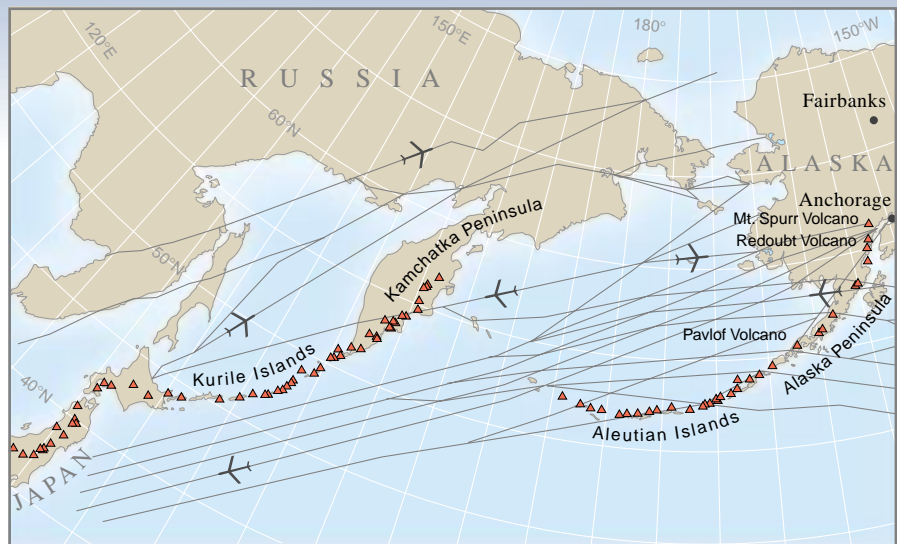 120°E
150°E
180°
150°W
RUSSIA
60°N
Fairbanks
ALASKA
Anchorage
Mt. Spurr Volcano
Redoubt Volcano
Kamchatka Peninsula
50°N
Pavlof Volcano
Alaska Peninsula
Kurile Islands
40°N
Aleutian Islands
JAPAN